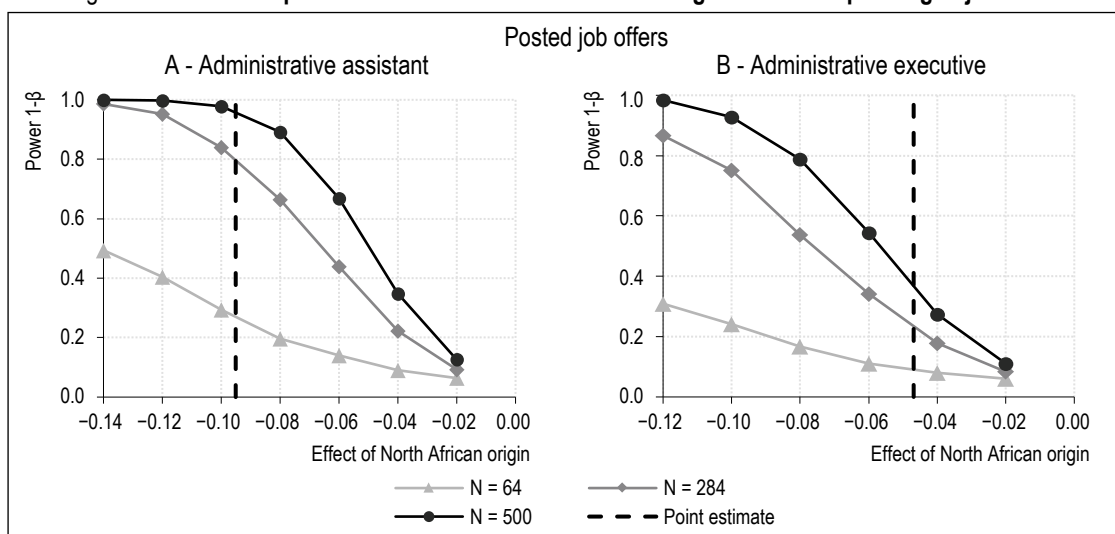 Posted job offers
A - Administrative assistant
B - Administrative executive
Power 1-β
1.0
0.8
0.6
0.4
0.2
0.0
−0.14 −0.12 −0.10 −0.08 −0.06 −0.04 −0.02 0.00
Effect of North African origin
Power 1-β
1.0
0.8
0.6
0.4
0.2
0.0
−0.12 −0.10 −0.08 −0.06 −0.04 −0.02 0.00
Effect of North African origin
N = 64
N = 284
N = 500
Point estimate